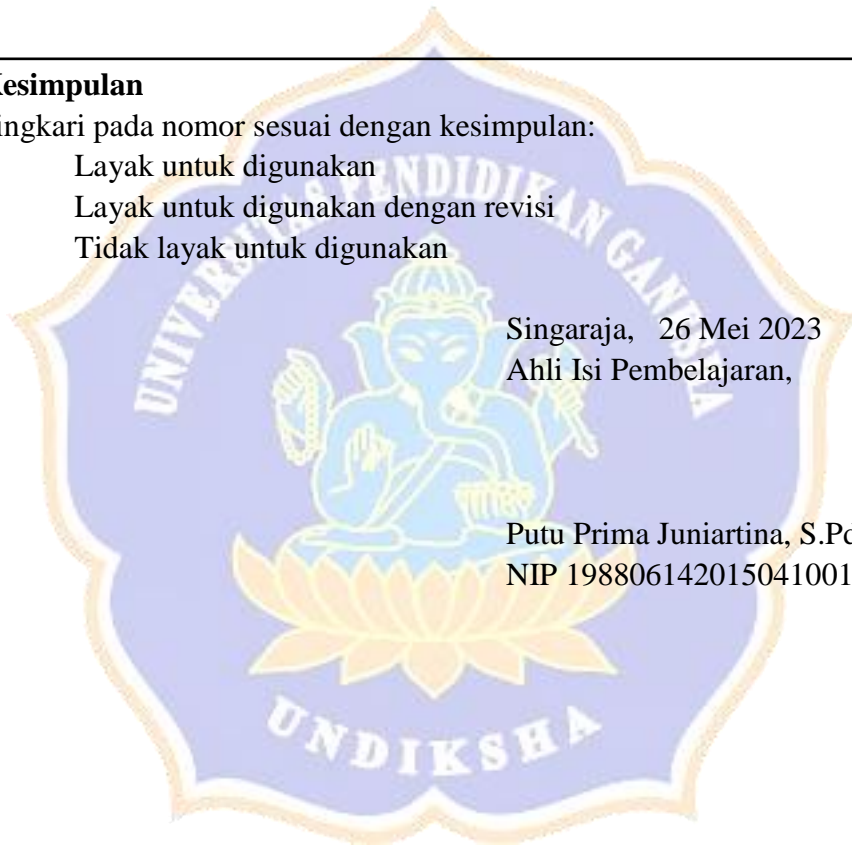 Kesimpulan
ingkari pada nomor sesuai dengan kesimpulan:
Layak untuk digunakan
Layak untuk digunakan dengan revisi
Tidak layak untuk digunakan
UNIVERSITAS PENDIDIKAN GANESHA
Singaraja, 26 Mei 2023
Ahli Isi Pembelajaran,
Putu Prima Juniartina, S.Pd
NIP 198806142015041001
UNDIKSHA